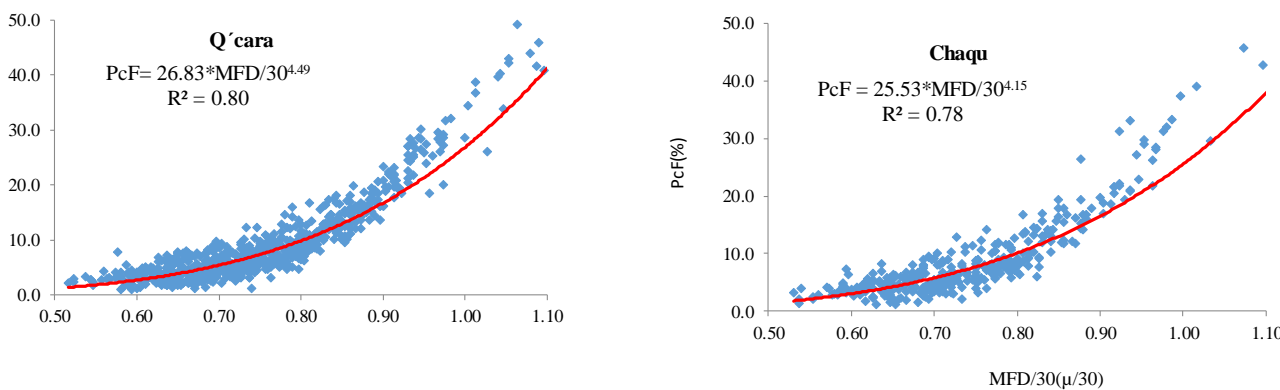 50.0
40.0
30.0
20.0
10.0
0.0
Q´cara
PcF= 26.83*MFD/30^4.49
R² = 0.80
0.50 0.60 0.70 0.80 0.90 1.00 1.10
50.0
40.0
30.0
20.0
10.0
0.0
PcF(%)
Chaqu
PcF = 25.53*MFD/30^4.15
R² = 0.78
0.50 0.60 0.70 0.80 0.90 1.00 1.10
MFD/30(µ/30)